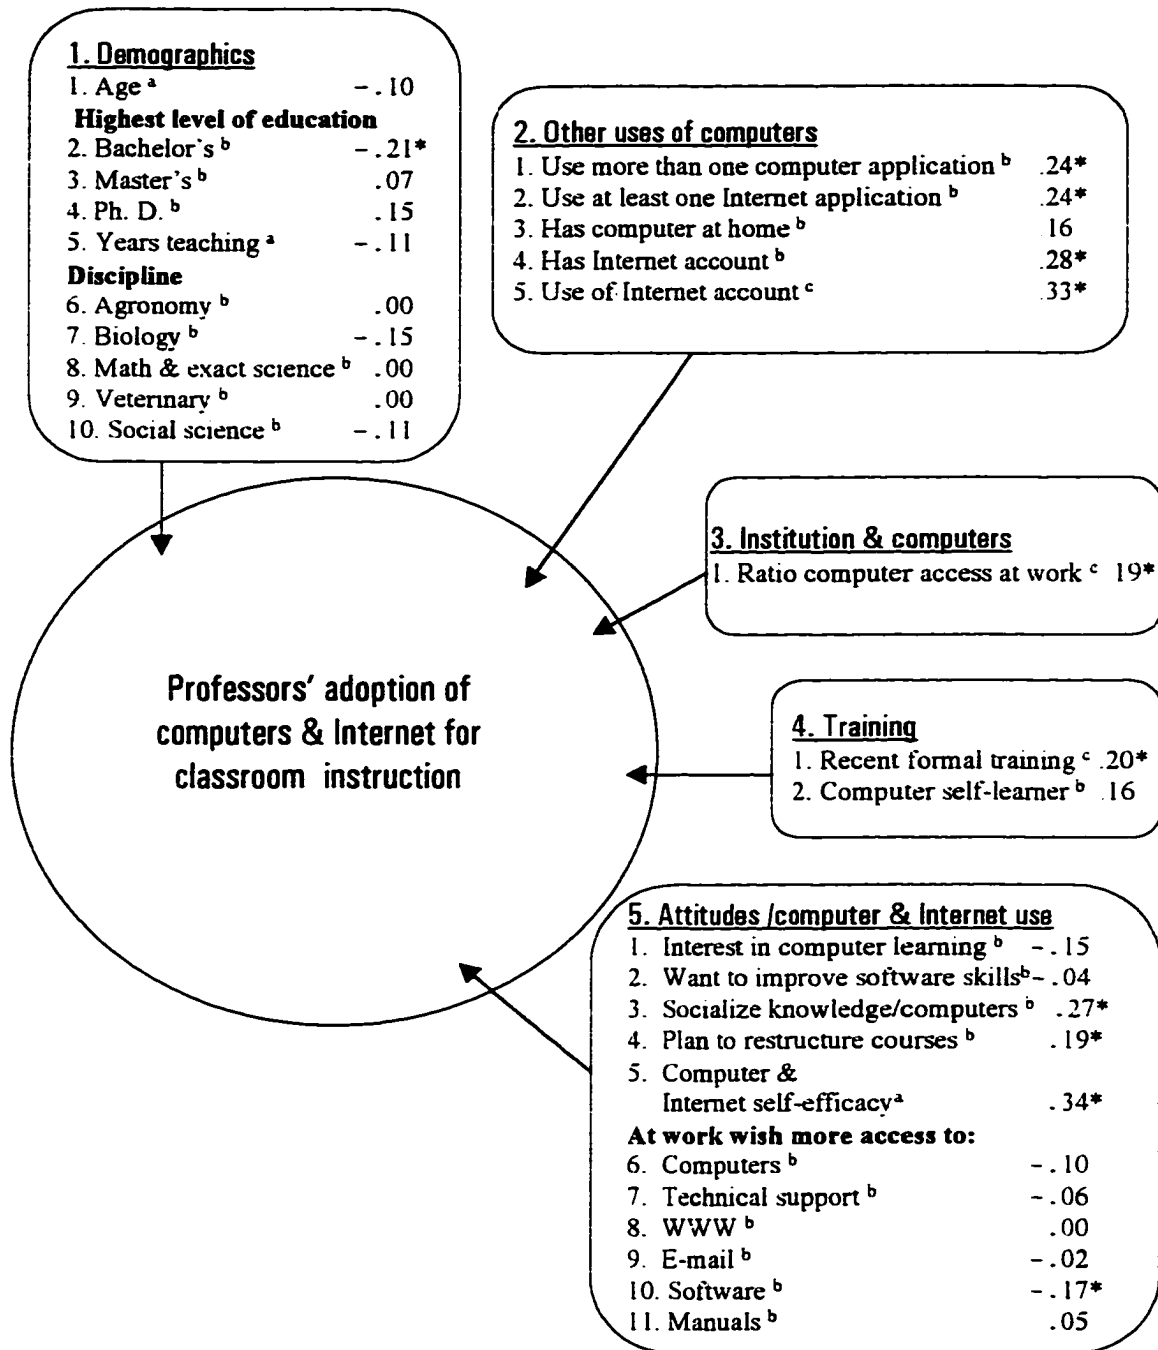 1. Demographics
1. Age ᵃ -.10
Highest level of education
2. Bachelor's ᵇ -.21*
3. Master's ᵇ .07
4. Ph. D. ᵇ .15
5. Years teaching ᵃ -.11
Discipline
6. Agronomy ᵇ .00
7. Biology ᵇ -.15
8. Math & exact science ᵇ .00
9. Veterinary ᵇ .00
10. Social science ᵇ -.11
2. Other uses of computers
1. Use more than one computer application ᵇ .24*
2. Use at least one Internet application ᵇ .24*
3. Has computer at home ᵇ 16
4. Has Internet account ᵇ .28*
5. Use of Internet account ᶜ .33*
3. Institution & computers
1. Ratio computer access at work ᶜ 19*
4. Training
1. Recent formal training ᶜ .20*
2. Computer self-learner ᵇ .16
Professors' adoption of
computers & Internet for
classroom instruction
5. Attitudes /computer & Internet use
1. Interest in computer learning ᵇ -.15
2. Want to improve software skills ᵇ -.04
3. Socialize knowledge/computers ᵇ .27*
4. Plan to restructure courses ᵇ .19*
5. Computer &
Internet self-efficacy ᵃ .34*
At work wish more access to:
6. Computers ᵇ -.10
7. Technical support ᵇ -.06
8. WWW ᵇ .00
9. E-mail ᵇ -.02
10. Software ᵇ -.17*
11. Manuals ᵇ .05